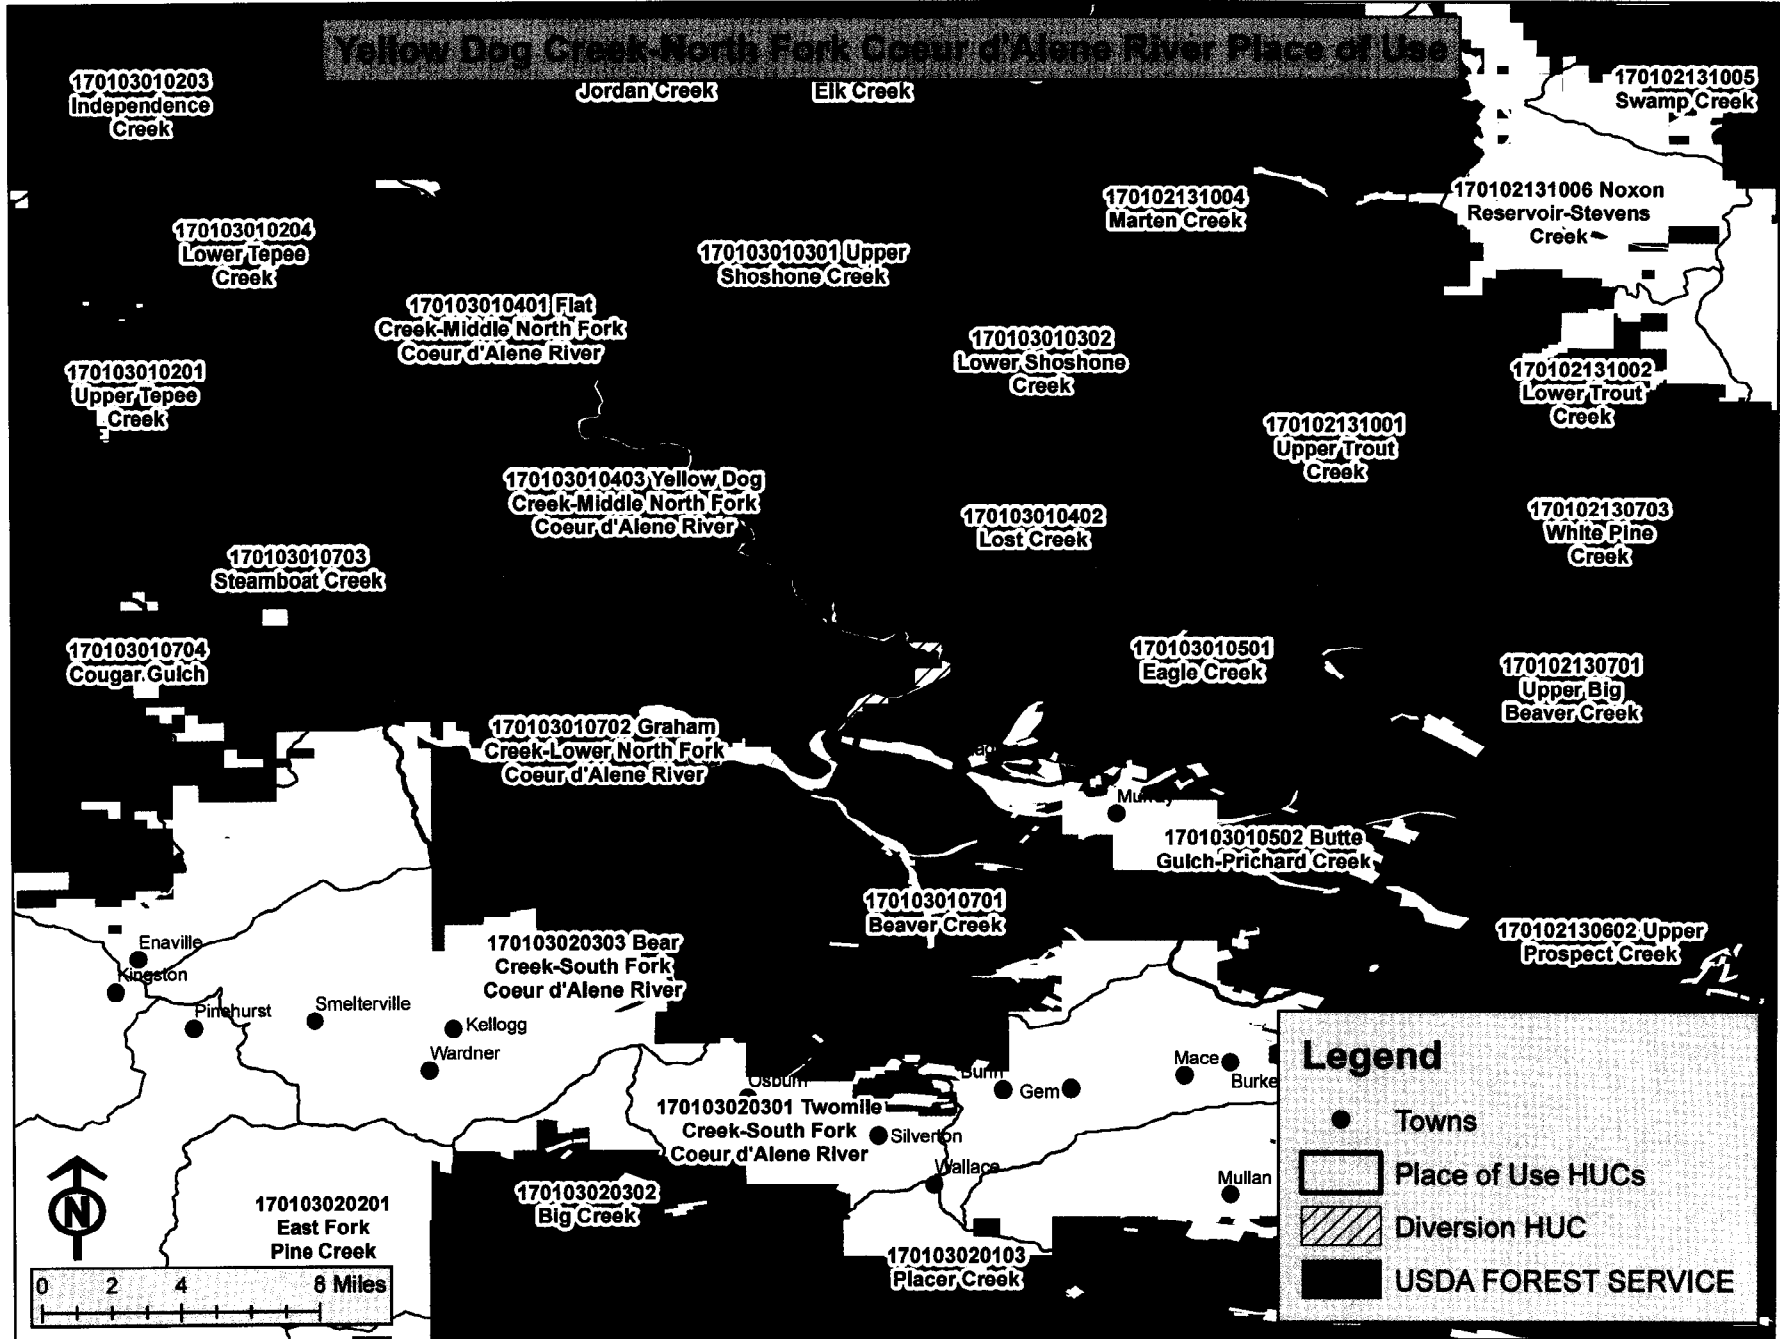 Yellow Dog Creek-North Fork Coeur d'Alene River Place of Use
170103010203
Independence
Creek
Jordan Creek
Elk Creek
170102131005
Swamp Creek
170102131004
Marten Creek
170102131006 Noxon
Reservoir-Stevens
Creek
170103010204
Lower Tepee
Creek
170103010301 Upper
Shoshone Creek
170103010401 Flat
Creek-Middle North Fork
Coeur d'Alene River
170103010302
Lower Shoshone
Creek
170103010201
Upper Tepee
Creek
170102131002
Lower Trout
Creek
170102131001
Upper Trout
Creek
170103010403 Yellow Dog
Creek-Middle North Fork
Coeur d'Alene River
170103010402
Lost Creek
170102130703
White Pine
Creek
170103010703
Steamboat Creek
170103010704
Cougar Gulch
170103010501
Eagle Creek
170102130701
Upper Big
Beaver Creek
170103010702 Graham
Creek-Lower North Fork
Coeur d'Alene River
Murray
170103010502 Butte
Gulch-Prichard Creek
170103010701
Beaver Creek
170102130602 Upper
Prospect Creek
Enaville
Kingston
170103020303 Bear
Creek-South Fork
Coeur d'Alene River
Pinehurst
Smelterville
Kellogg
Wardner
Osburn
Gem
Mace
Burke
170103020301 Twomile
Creek-South Fork
Coeur d'Alene River
Silverton
Wallace
Mullan
170103020302
Big Creek
170103020201
East Fork
Pine Creek
170103020103
Placer Creek
0 2 4 8 Miles
N
Legend
Towns
Place of Use HUCs
Diversion HUC
USDA FOREST SERVICE